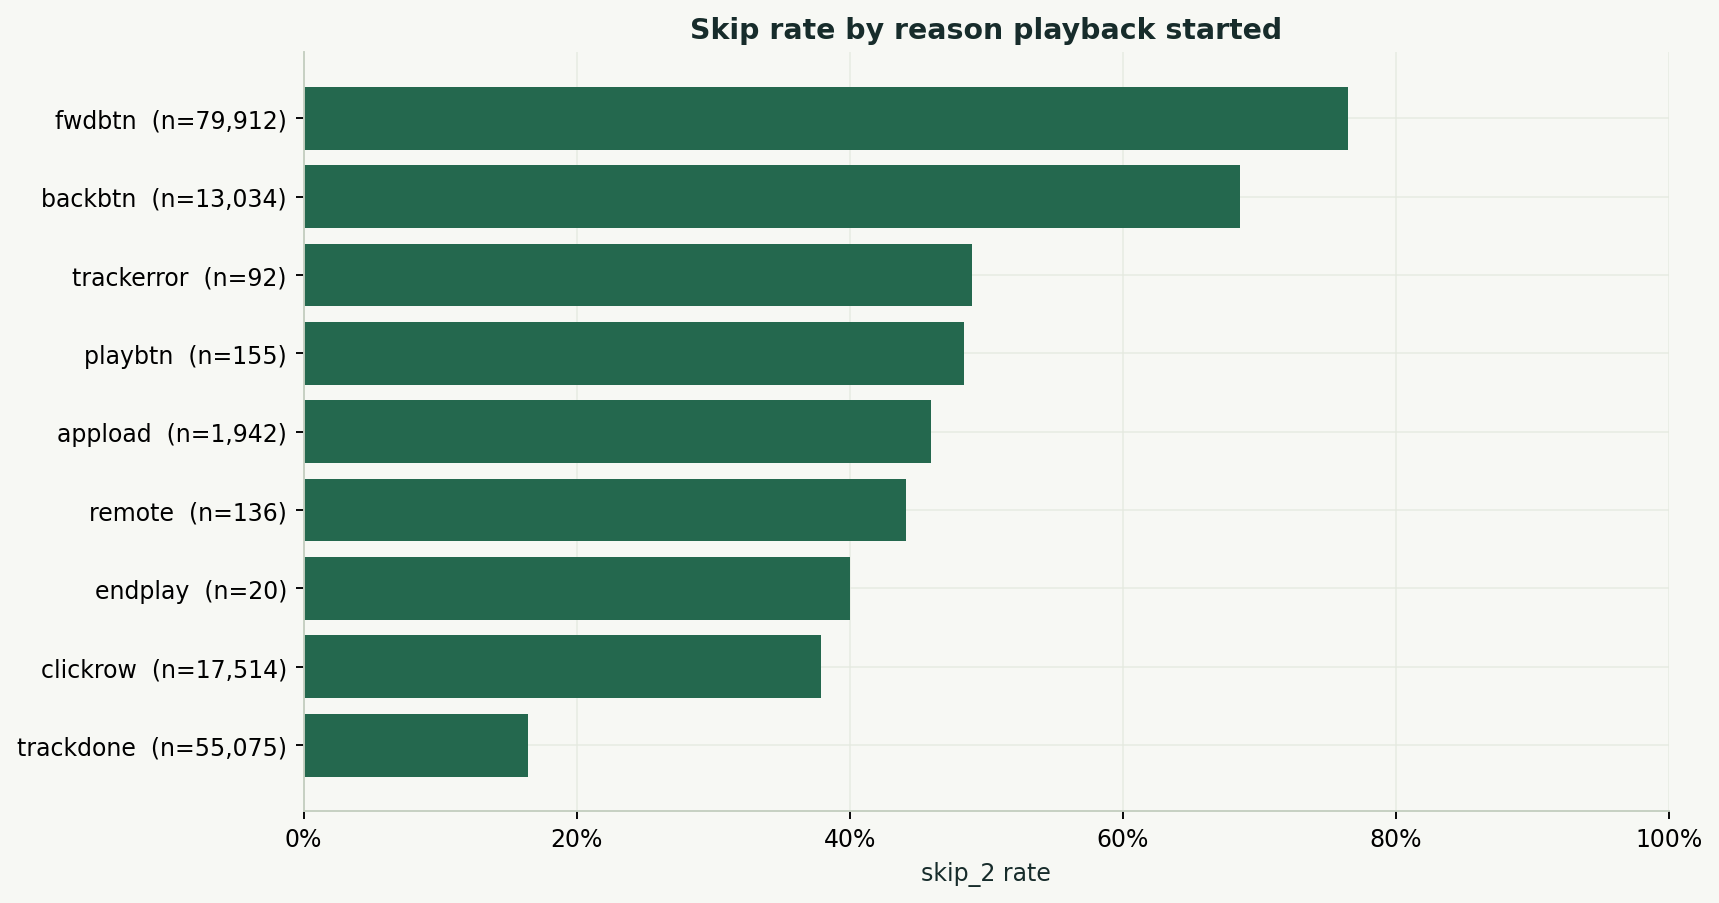 Skip rate by reason playback started
fwdbtn (n=79,912)
backbtn (n=13,034)
trackerror (n=92)
playbtn (n=155)
appload (n=1,942)
remote (n=136)
endplay (n=20)
clickrow (n=17,514)
trackdone (n=55,075)
0% 20% 40% 60% 80% 100%
skip_2 rate